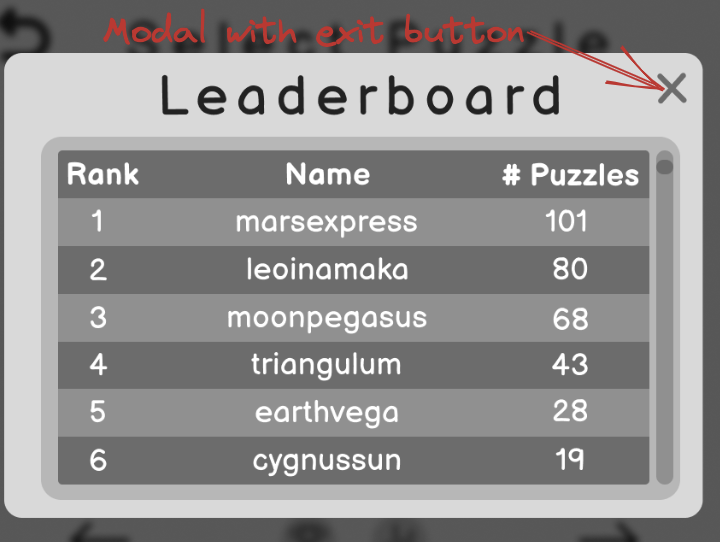 Modal with exit button
Leaderboard
Rank Name # Puzzles
1 marsexpress 101
2 leoinamaka 80
3 moonpegasus 68
4 triangulum 43
5 earthvega 28
6 cygnussun 19